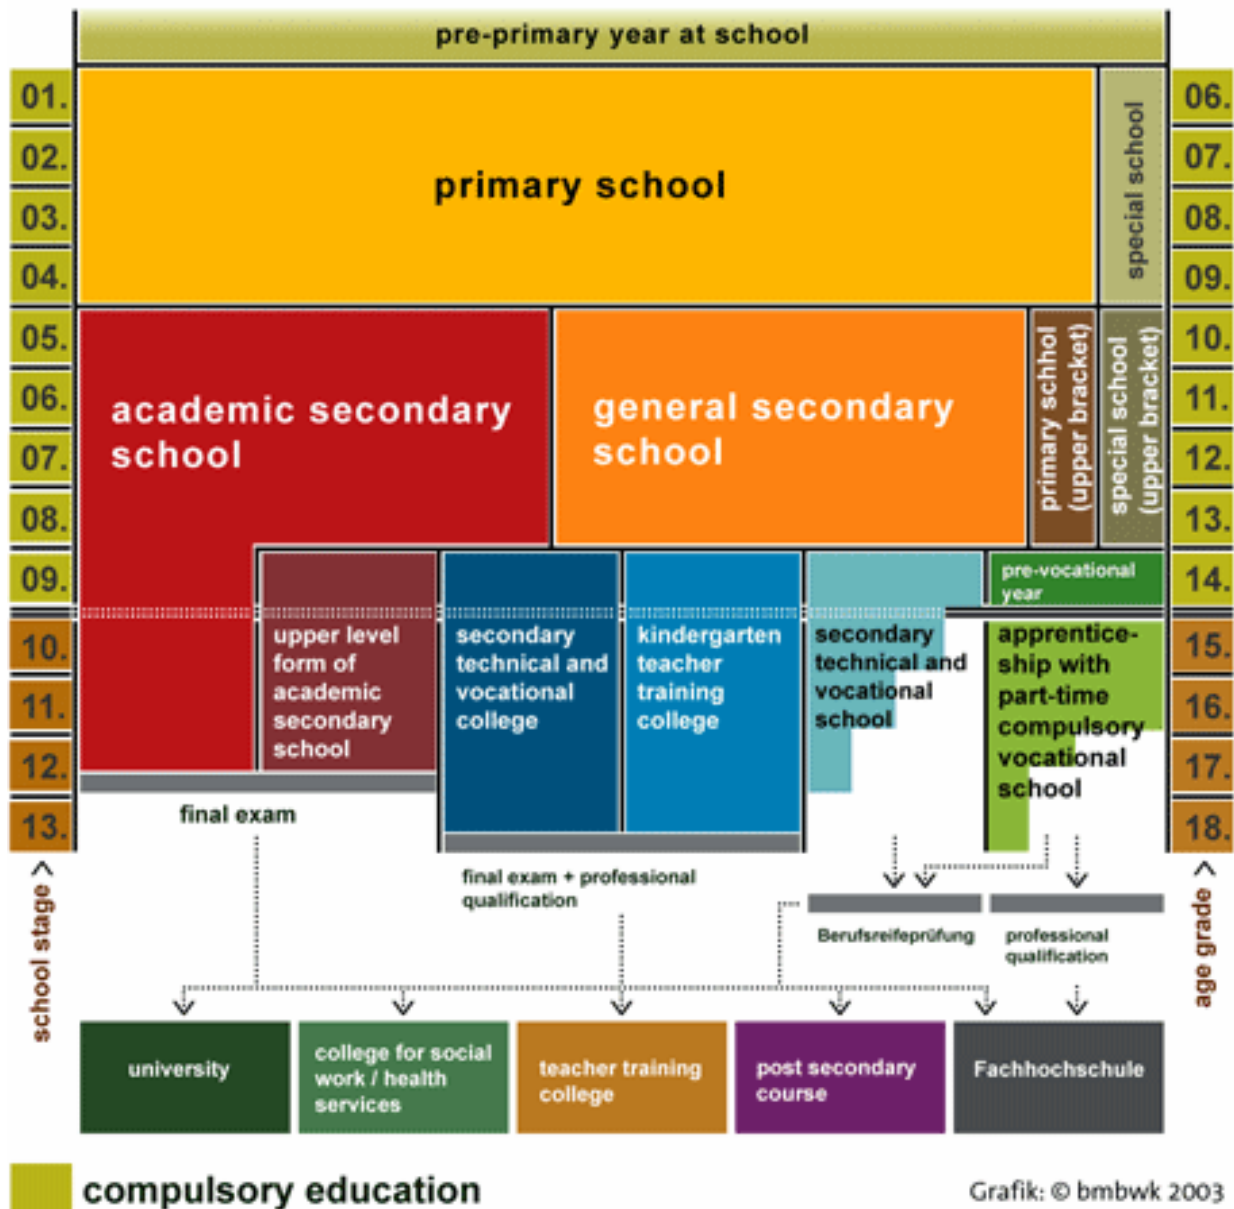 pre-primary year at school
01.
02.
03.
04.
05.
06.
07.
08.
09.
10.
11.
12.
13.
school stage >
primary school
special school
academic secondary
school
general secondary
school
primary schhol
(upper bracket)
special school
(upper bracket)
pre-vocational
year
upper level
form of
academic
secondary
school
secondary
technical and
vocational
college
kindergarten
teacher
training
college
secondary
technical and
vocational
school
apprentice-
ship with
part-time
compulsory
vocational
school
06.
07.
08.
09.
10.
11.
12.
13.
14.
15.
16.
17.
18.
age grade >
final exam
final exam + professional
qualification
Berufsreifeprüfung
professional
qualification
university
college for social
work / health
services
teacher training
college
post secondary
course
Fachhochschule
compulsory education
Grafik: © bmbwk 2003